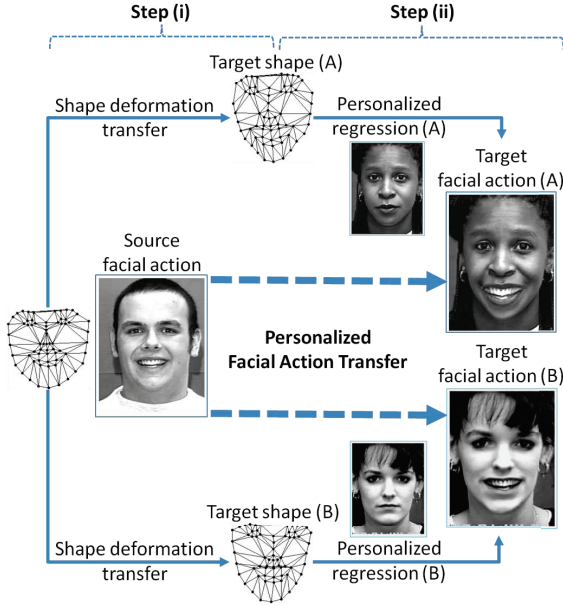 Step (i)
Step (ii)
Target shape (A)
Shape deformation
transfer
Personalized
regression (A)
Target
facial action (A)
Source
facial action
Personalized
Facial Action Transfer
Target
facial action (B)
Target shape (B)
Shape deformation
transfer
Personalized
regression (B)